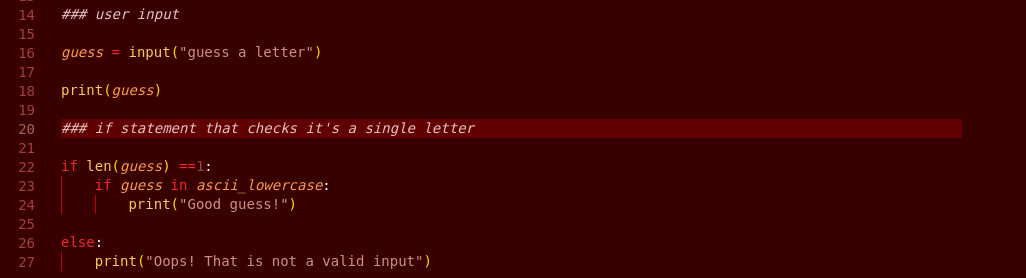 14 ### user input
15
16 guess = input("guess a letter")
17
18 print(guess)
19
20 ### if statement that checks it's a single letter
21
22 if len(guess) ==1:
23     if guess in ascii_lowercase:
24         print("Good guess!")
25
26 else:
27     print("Oops! That is not a valid input")